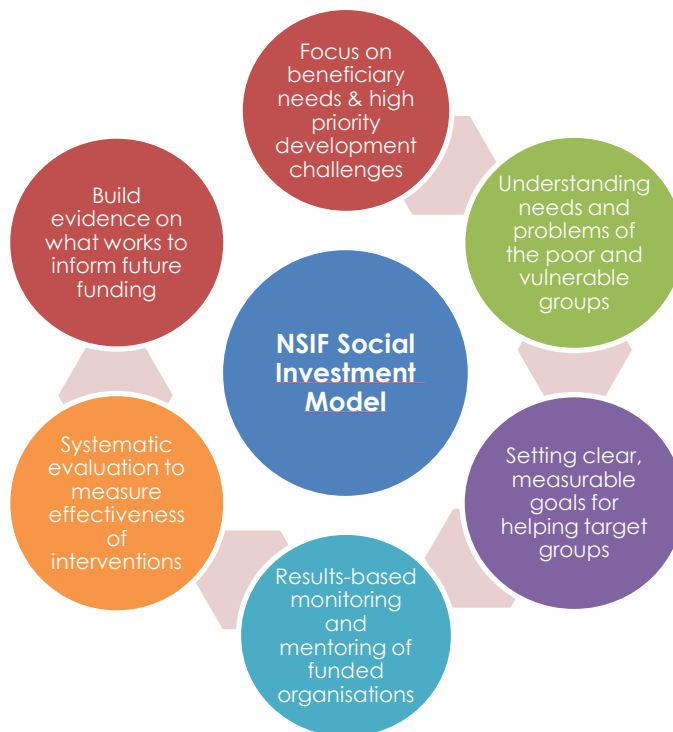 Focus on
beneficiary
needs & high
priority
development
challenges
Understanding
needs and
problems of
the poor and
vulnerable
groups
Setting clear,
measurable
goals for
helping target
groups
Results-based
monitoring
and
mentoring of
funded
organisations
Systematic
evaluation to
measure
effectiveness
of
interventions
Build
evidence on
what works to
inform future
funding
NSIF Social
Investment
Model